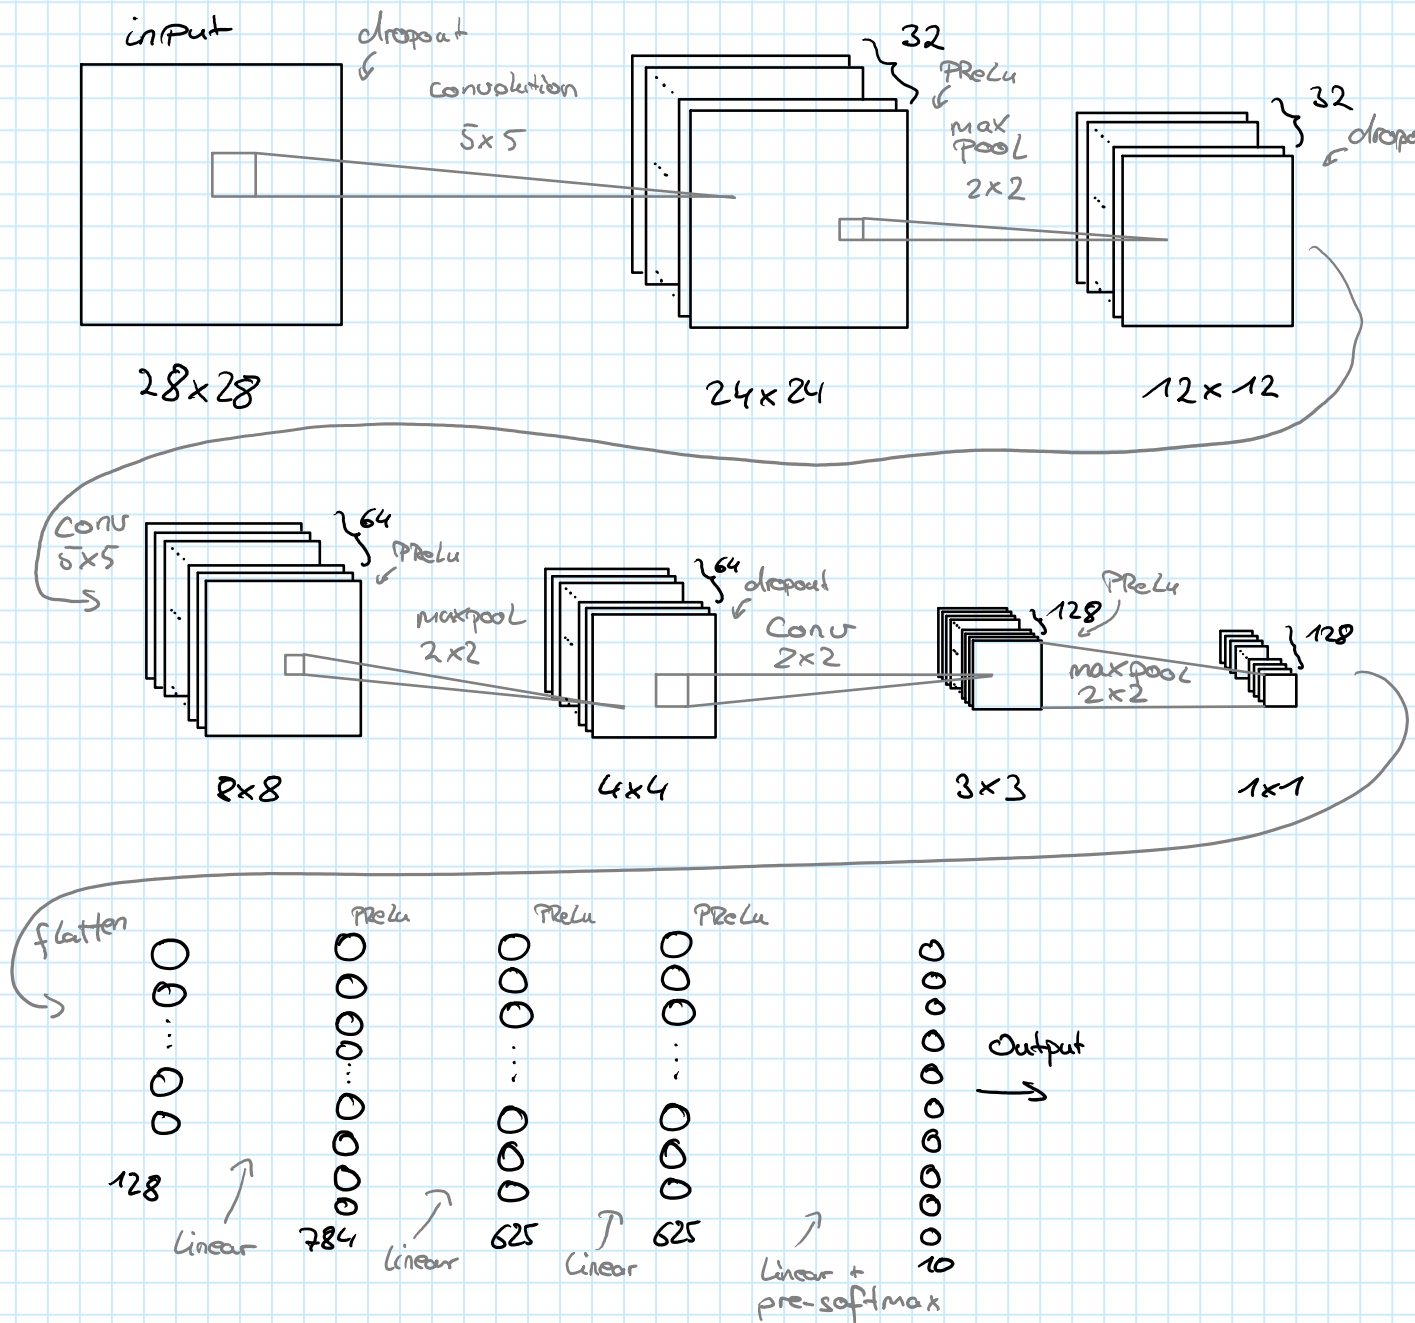 input
dropout
convolution
5x5
32
PReLu
max
pool
2x2
32
dropo
28x28
24x24
12x12
conv
5x5
64
PReLu
maxpool
2x2
64
dropout
Conv
2x2
128
PReLu
maxpool
2x2
128
8x8
4x4
3x3
1x1
flatten
PReLu
PReLu
PReLu
Output
128
Linear
784
Linear
625
Linear
625
Linear +
pre-softmax
10